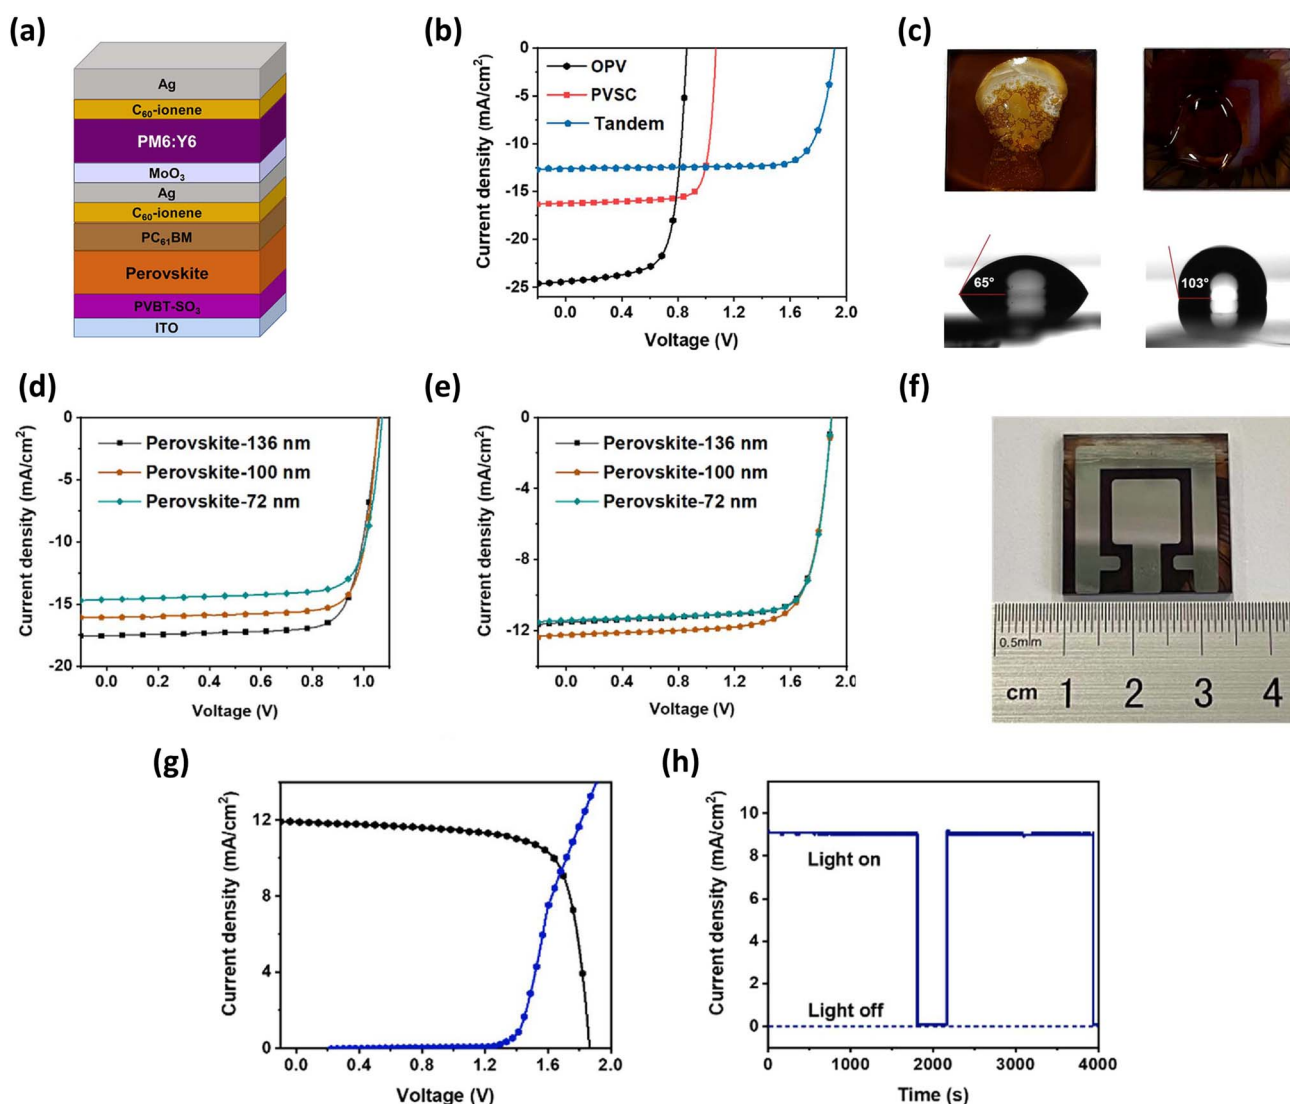 (a)
Ag
C60-ionene
PM6:Y6
MoO3
Ag
C60-ionene
PC61BM
Perovskite
PVBT-SO3
ITO
(b)
Current density (mA/cm2)
0
-5
-10
-15
-20
-25
OPV
PVSC
Tandem
0.0 0.4 0.8 1.2 1.6 2.0
Voltage (V)
(c)
65°
103°
(d)
Current density (mA/cm2)
0
-5
-10
-15
-20
Perovskite-136 nm
Perovskite-100 nm
Perovskite-72 nm
0.0 0.2 0.4 0.6 0.8 1.0
Voltage (V)
(e)
Current density (mA/cm2)
0
-4
-8
-12
Perovskite-136 nm
Perovskite-100 nm
Perovskite-72 nm
0.0 0.4 0.8 1.2 1.6 2.0
Voltage (V)
(f)
0.5mm
cm 1 2 3 4
(g)
Current density (mA/cm2)
12
8
4
0
0.0 0.4 0.8 1.2 1.6 2.0
Voltage (V)
(h)
Current density (mA/cm2)
10
9
8
7
6
5
4
3
2
1
0
Light on
Light off
0 1000 2000 3000 4000
Time (s)